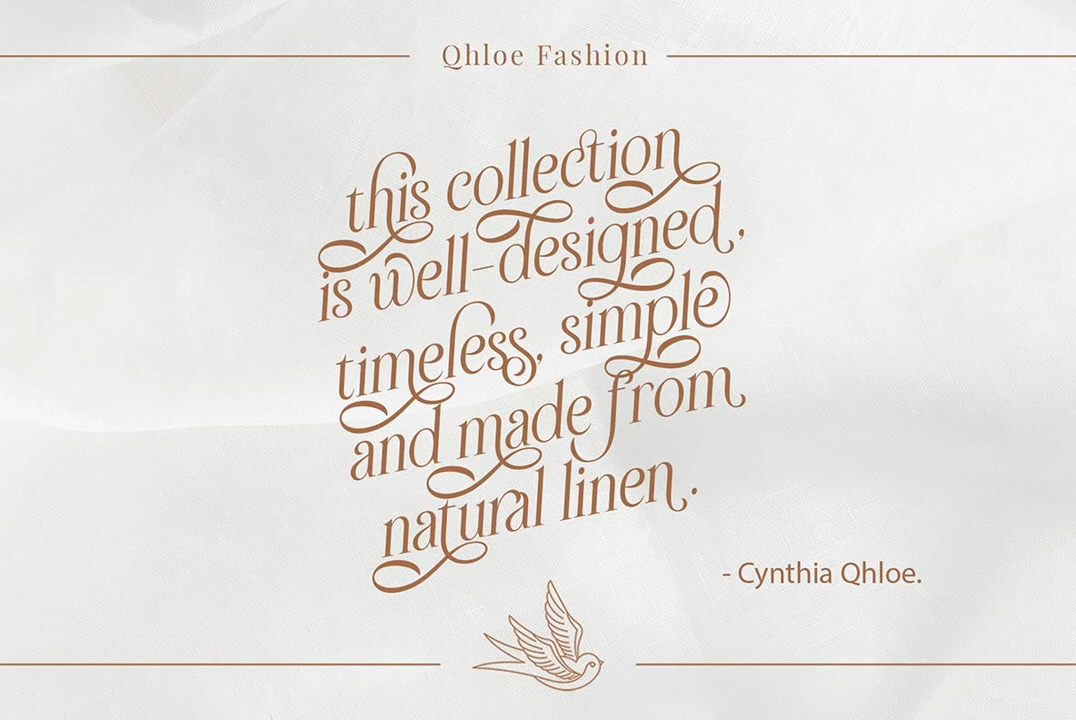 Qhloe Fashion
this collection
is well-designed,
timeless, simple
and made from
natural linen.
- Cynthia Qhloe.